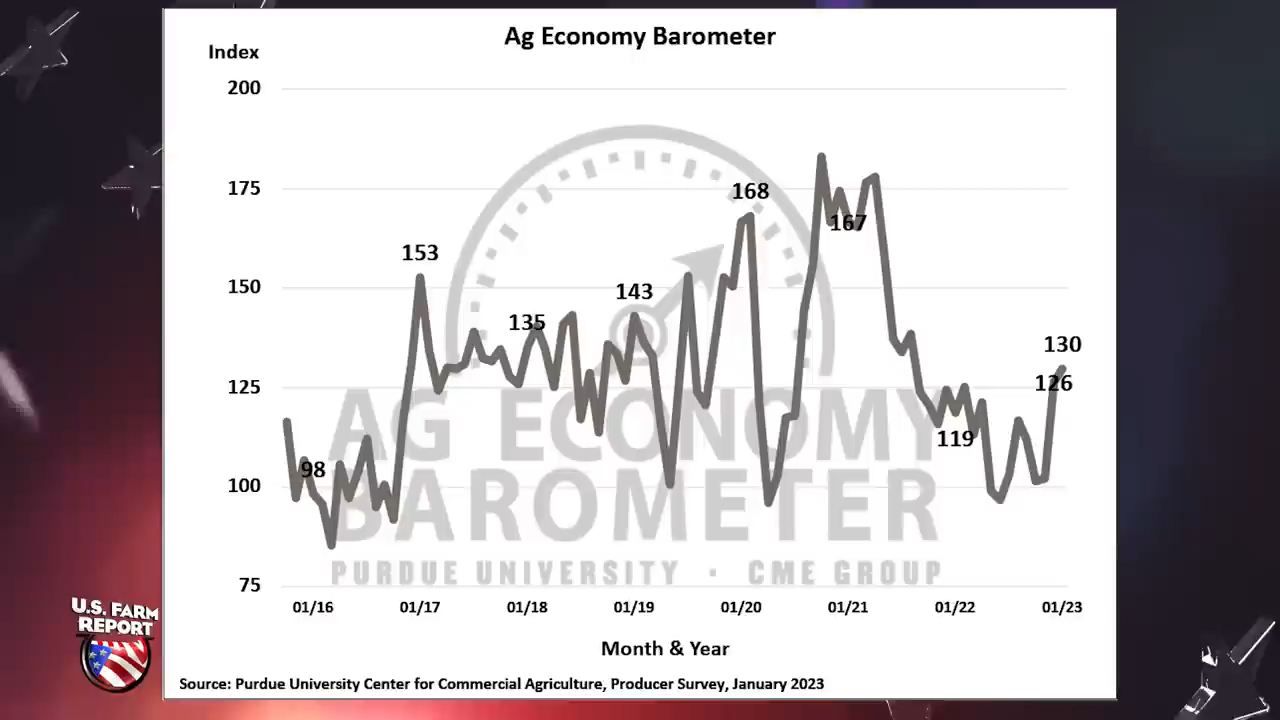 Ag Economy Barometer
Index
200
175
150
125
100
75
153
135
143
168
167
98
119
126
130
AG ECONOMY
BAROMETER
PURDUE UNIVERSITY · CME GROUP
01/16 01/17 01/18 01/19 01/20 01/21 01/22 01/23
Month & Year
Source: Purdue University Center for Commercial Agriculture, Producer Survey, January 2023
U.S. FARM
REPORT